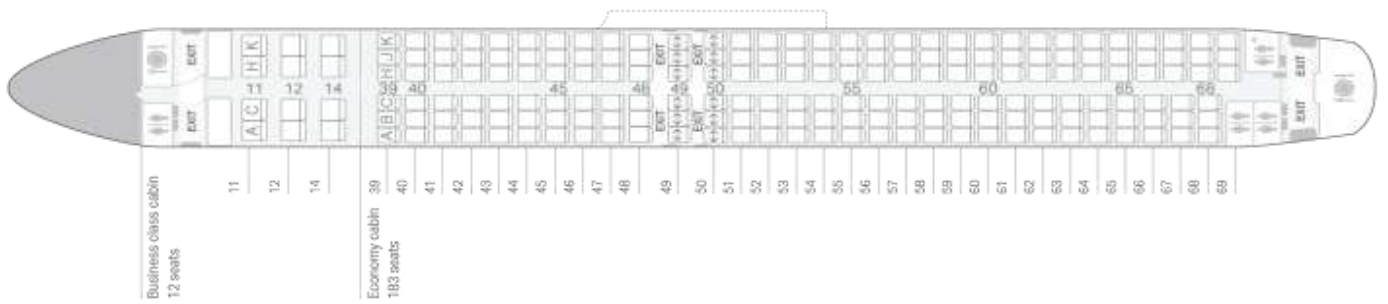 EXIT EXIT EXIT EXIT
K K
H J
11 12 14 39 40 45 48 49 50 55 60 65 68
H
C C
B
A A
EXIT EXIT EXIT EXIT
11 12 14 39 40 41 42 43 44 45 46 47 48 49 50 51 52 53 54 55 56 57 58 59 60 61 62 63 64 65 66 67 68 69
Business class cabin
12 seats
Economy cabin
183 seats